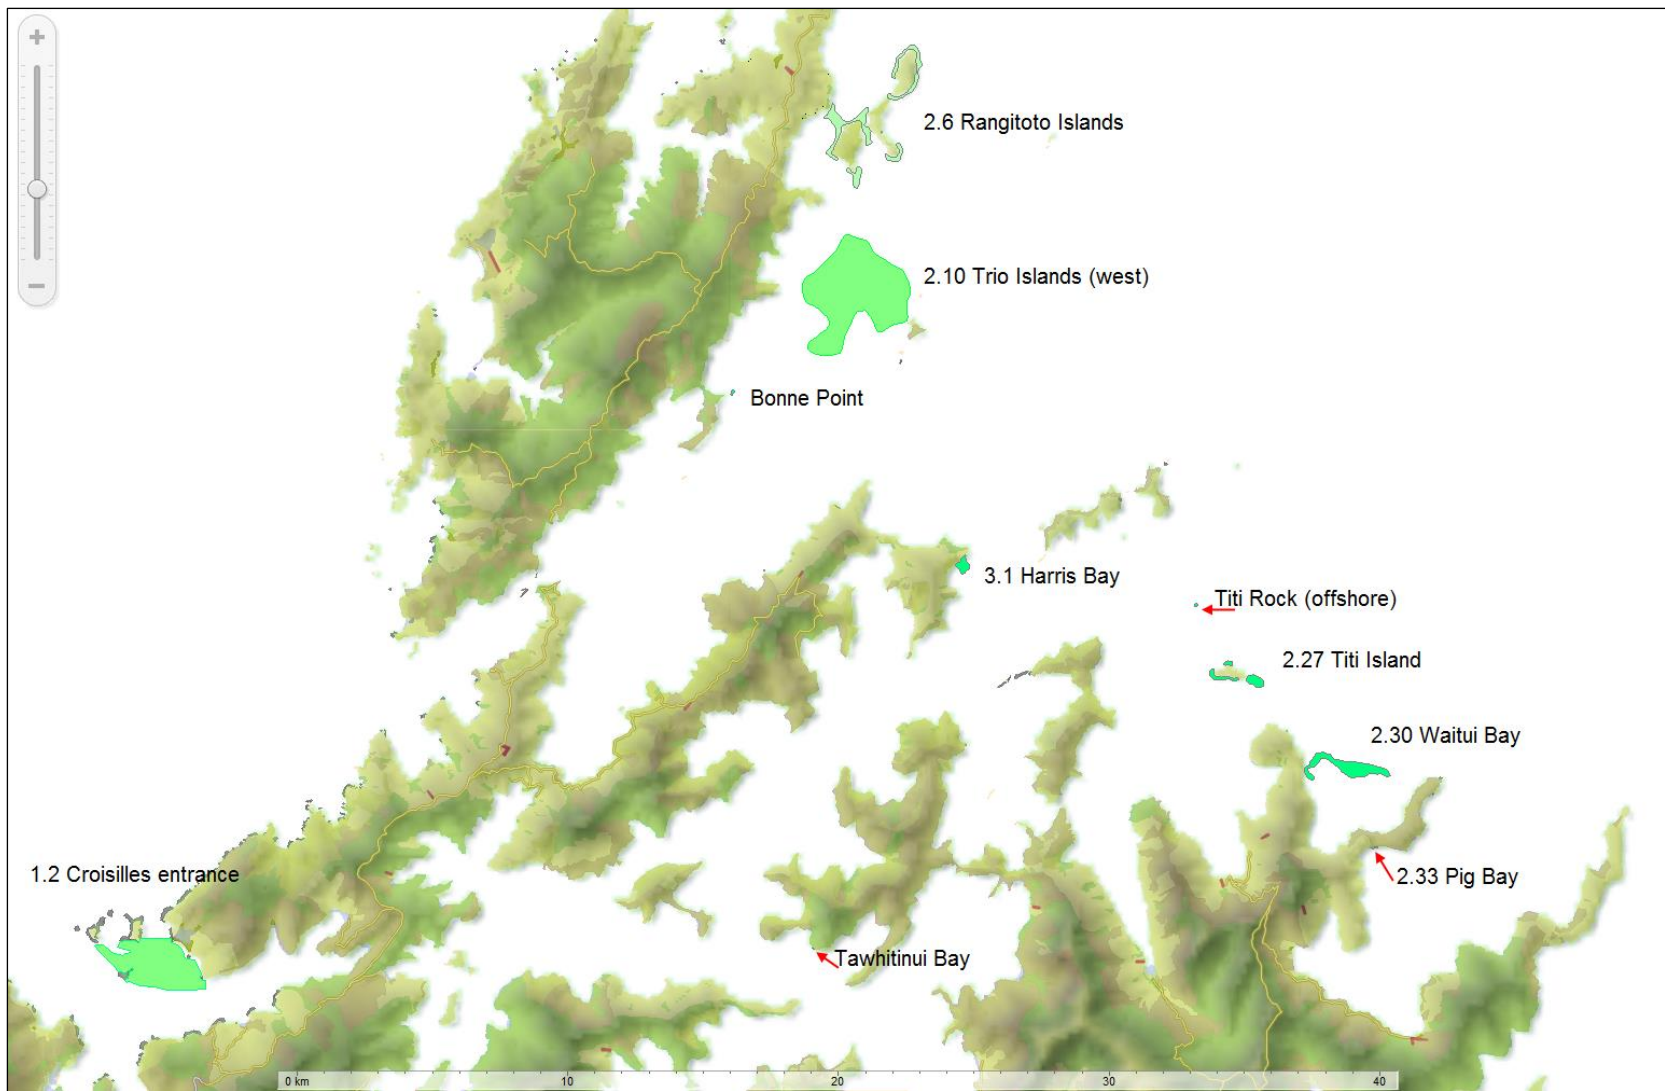 +
2.6 Rangitoto Islands
2.10 Trio Islands (west)
−
Bonne Point
3.1 Harris Bay
Titi Rock (offshore)
2.27 Titi Island
2.30 Waitui Bay
1.2 Croisilles entrance
2.33 Pig Bay
Tawhitinui Bay
0 km 10 20 30 40